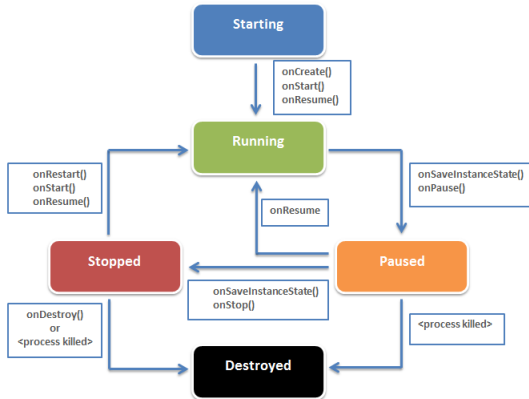 Starting
onCreate()
onStart()
onResume()
Running
onRestart()
onStart()
onResume()
onSaveInstanceState()
onPause()
onResume
Stopped
Paused
onSaveInstanceState()
onStop()
onDestroy()
or
<process killed>
<process killed>
Destroyed